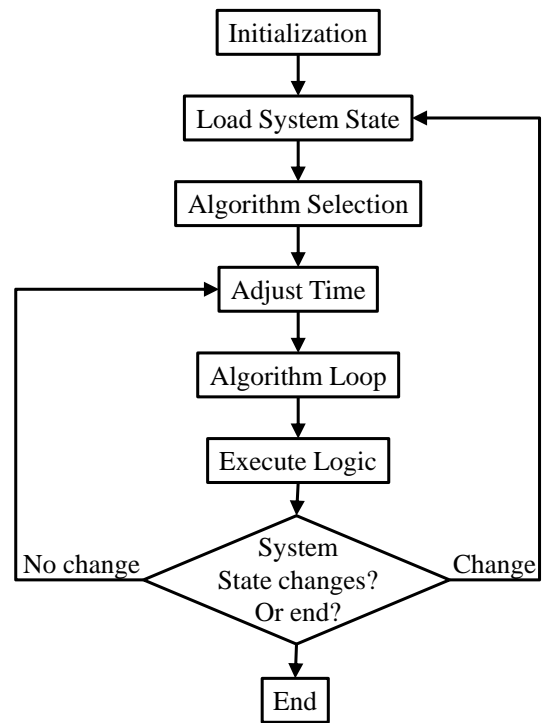 Initialization
Load System State
Algorithm Selection
Adjust Time
Algorithm Loop
Execute Logic
System
State changes?
Or end?
No change
Change
End